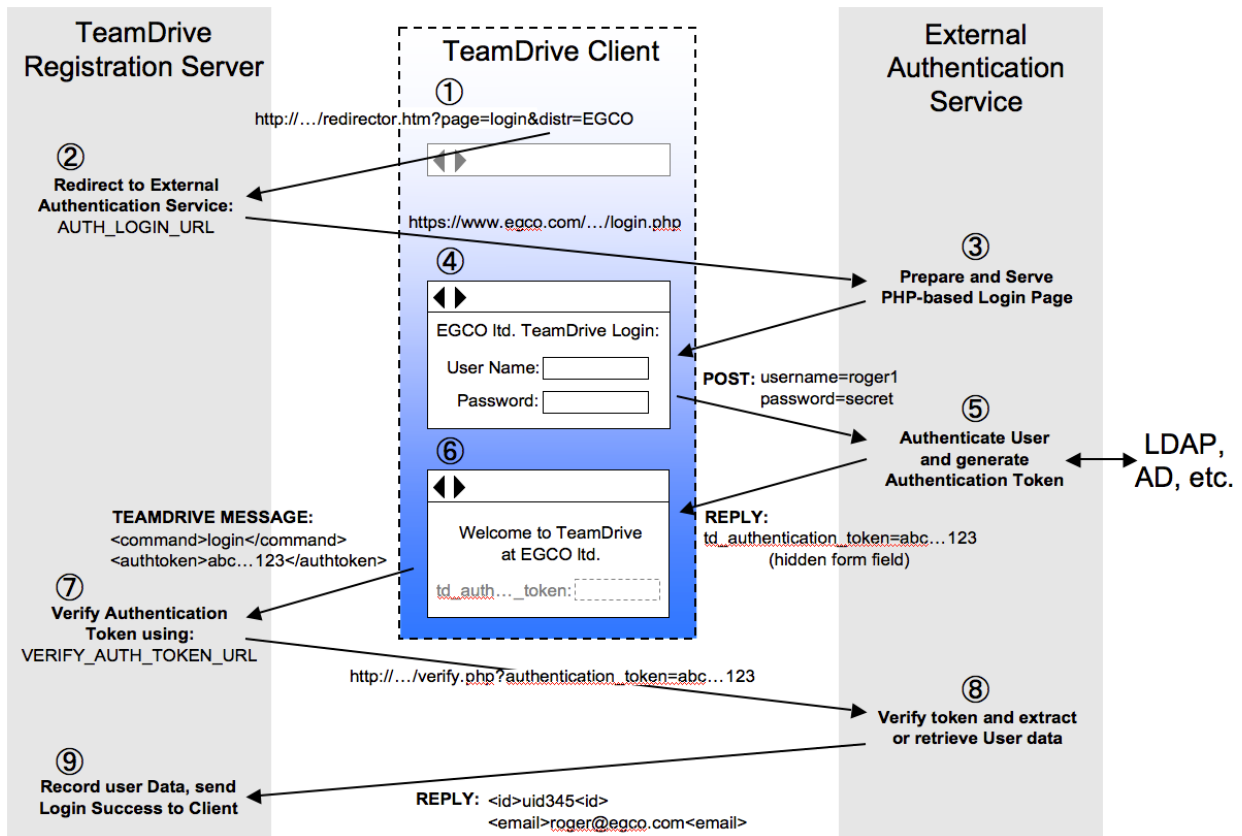 TeamDrive
Registration Server
TeamDrive Client
External
Authentication
Service
①
http://…/redirector.htm?page=login&distr=EGCO
②
Redirect to External
Authentication Service:
AUTH_LOGIN_URL
https://www.egco.com/…/login.php
③
Prepare and Serve
PHP-based Login Page
④
EGCO ltd. TeamDrive Login:
User Name:
Password:
POST: username=roger1
password=secret
⑤
Authenticate User
and generate
Authentication Token
LDAP,
AD, etc.
⑥
Welcome to TeamDrive
at EGCO ltd.
td_auth…_token:
REPLY:
td_authentication_token=abc…123
(hidden form field)
TEAMDRIVE MESSAGE:
<command>login</command>
<authtoken>abc…123</authtoken>
⑦
Verify Authentication
Token using:
VERIFY_AUTH_TOKEN_URL
http://…/verify.php?authentication_token=abc…123
⑧
Verify token and extract
or retrieve User data
⑨
Record user Data, send
Login Success to Client
REPLY: <id>uid345<id>
<email>roger@egco.com<email>